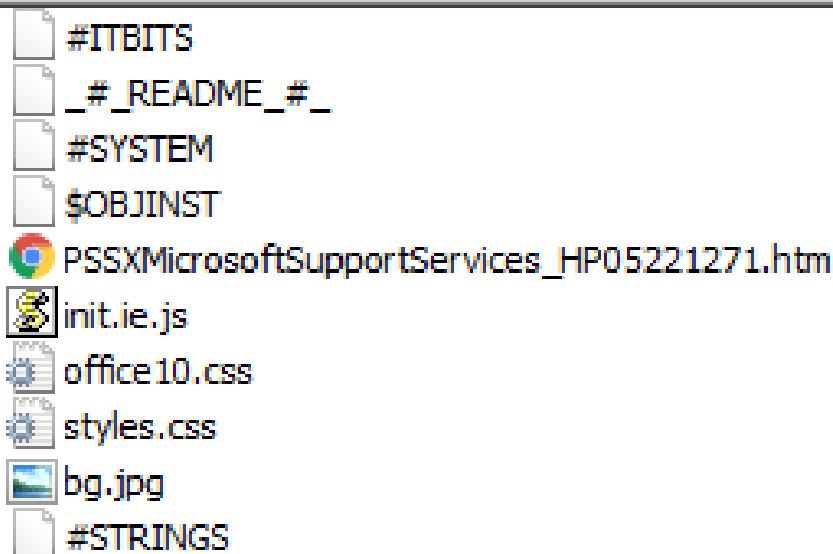 #ITBITS
_#_README_#_
#SYSTEM
$OBJINST
PSSXMicrosoftSupportServices_HP05221271.htm
init.ie.js
office10.css
styles.css
bg.jpg
#STRINGS